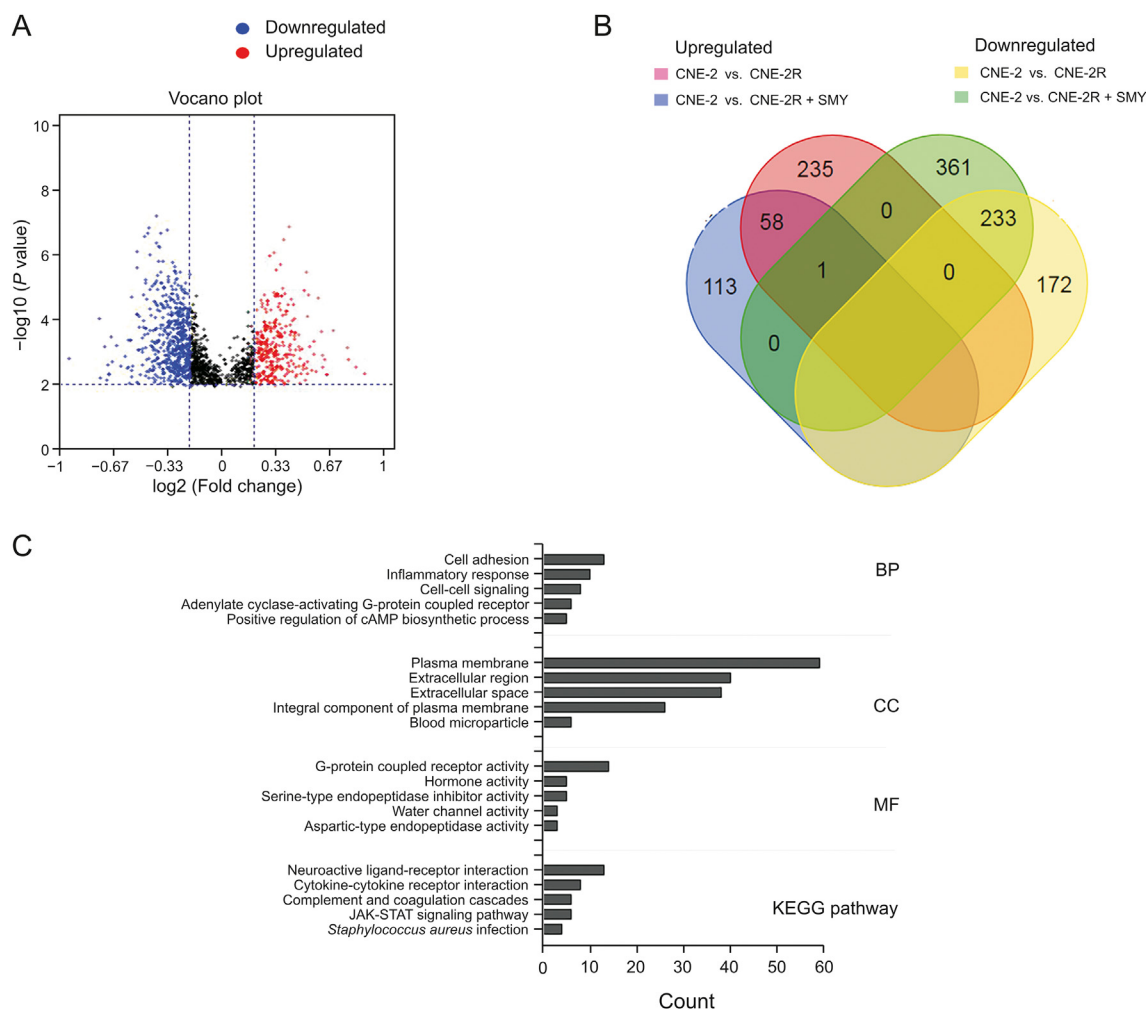 A
Downregulated
Upregulated
Vocano plot
10
8
6
4
2
0
−log10 (P value)
−1 −0.67 −0.33 0 0.33 0.67 1
log2 (Fold change)
B
Upregulated
CNE-2 vs. CNE-2R
CNE-2 vs. CNE-2R + SMY
Downregulated
CNE-2 vs. CNE-2R
CNE-2 vs. CNE-2R + SMY
235 361
58 0 233
113 1 0 172
0
C
Cell adhesion
Inflammatory response
Cell-cell signaling
Adenylate cyclase-activating G-protein coupled receptor
Positive regulation of cAMP biosynthetic process
BP
Plasma membrane
Extracellular region
Extracellular space
Integral component of plasma membrane
Blood microparticle
CC
G-protein coupled receptor activity
Hormone activity
Serine-type endopeptidase inhibitor activity
Water channel activity
Aspartic-type endopeptidase activity
MF
Neuroactive ligand-receptor interaction
Cytokine-cytokine receptor interaction
Complement and coagulation cascades
JAK-STAT signaling pathway
Staphylococcus aureus infection
KEGG pathway
0 10 20 30 40 50 60
Count